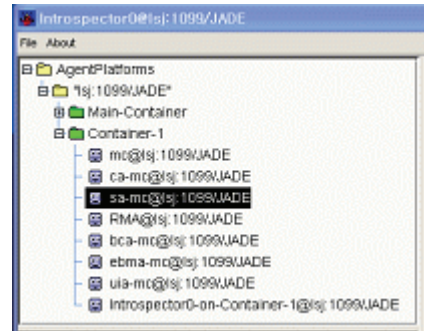 Introspector0@lsj:1099/JADE
File About
AgentPlatforms
"lsj:1099/JADE"
Main-Container
Container-1
mc@lsj:1099/JADE
ca-mc@lsj:1099/JADE
sa-mc@lsj:1099/JADE
RMA@lsj:1099/JADE
bca-mc@lsj:1099/JADE
ebma-mc@lsj:1099/JADE
uia-mc@lsj:1099/JADE
Introspector0-on-Container-1@lsj:1099/JADE